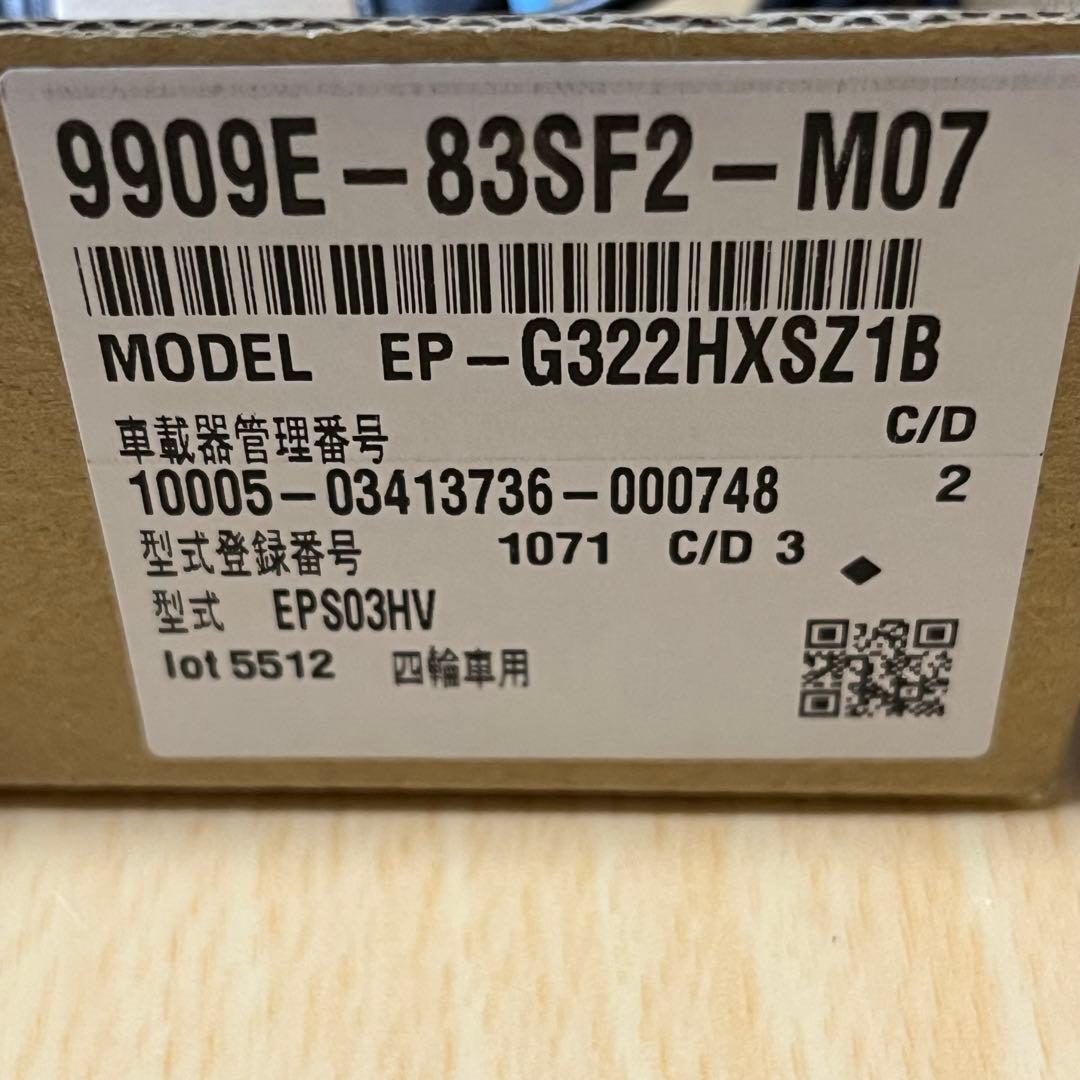 9909E-83SF2-M07
MODEL EP-G322HXSZ1B
車載器管理番号 C/D
10005-03413736-000748 2
型式登録番号 1071 C/D 3
型式 EPS03HV
lot 5512 四輪車用